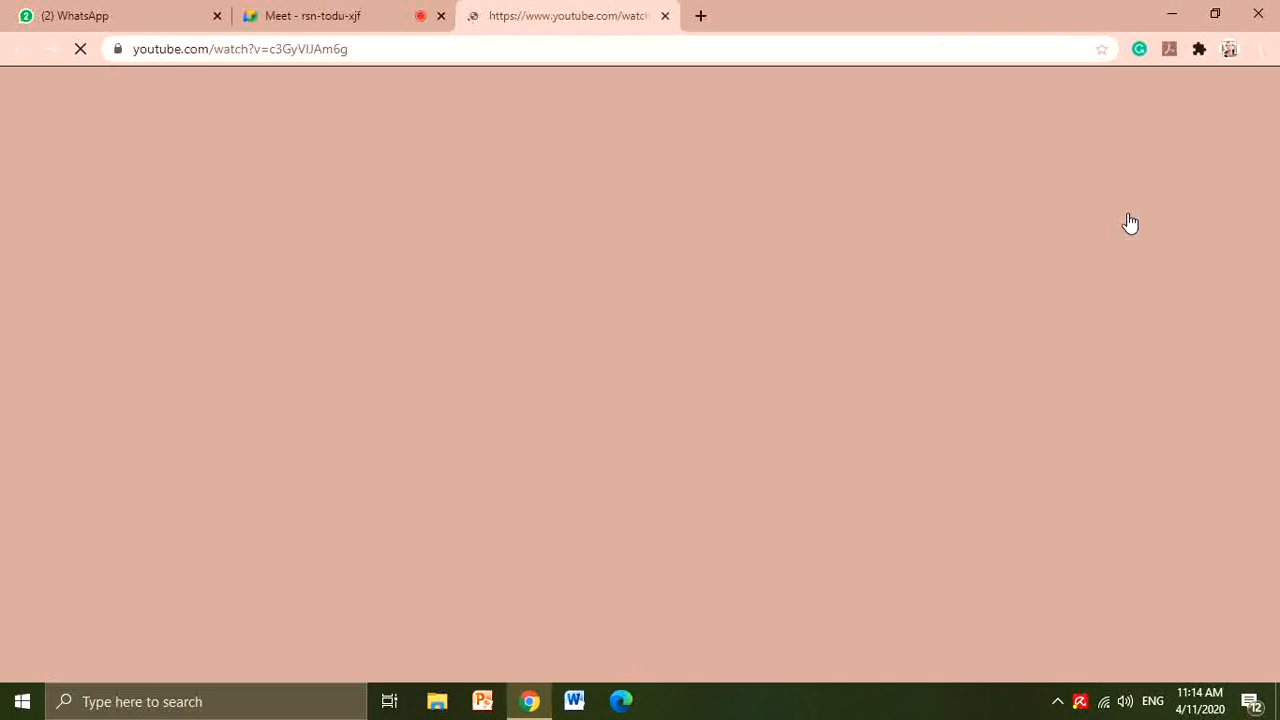 (2) WhatsApp
Meet - rsn-todu-xjf
https://www.youtube.com/watch
youtube.com/watch?v=c3GyVIJAm6g
Type here to search
ENG
11:14 AM
4/11/2020
12